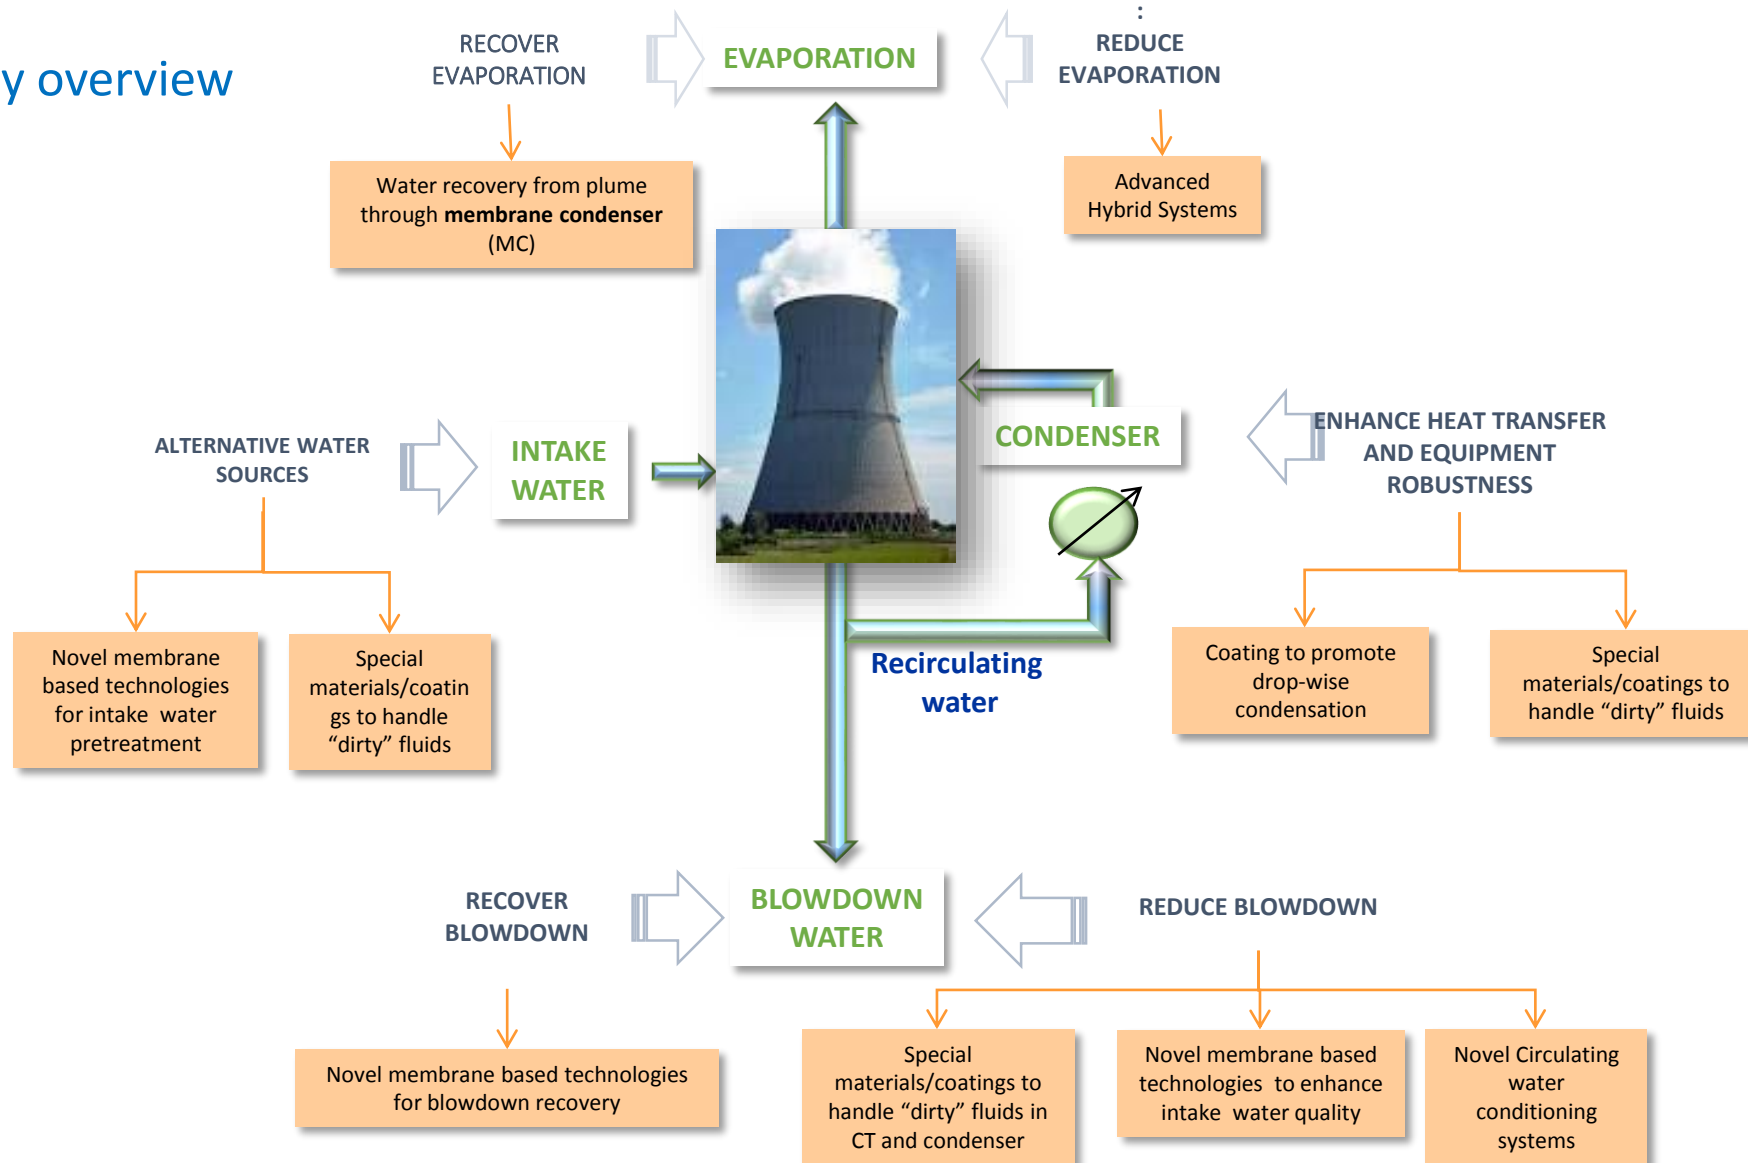 y overview
RECOVER
EVAPORATION
EVAPORATION
:
REDUCE
EVAPORATION
Water recovery from plume
through membrane condenser
(MC)
Advanced
Hybrid Systems
ALTERNATIVE WATER
SOURCES
INTAKE
WATER
CONDENSER
ENHANCE HEAT TRANSFER
AND EQUIPMENT
ROBUSTNESS
Novel membrane
based technologies
for intake water
pretreatment
Special
materials/coatin
gs to handle
“dirty” fluids
Recirculating
water
Coating to promote
drop-wise
condensation
Special
materials/coatings to
handle “dirty” fluids
RECOVER
BLOWDOWN
BLOWDOWN
WATER
REDUCE BLOWDOWN
Novel membrane based technologies
for blowdown recovery
Special
materials/coatings to
handle “dirty” fluids in
CT and condenser
Novel membrane based
technologies to enhance
intake water quality
Novel Circulating
water
conditioning
systems